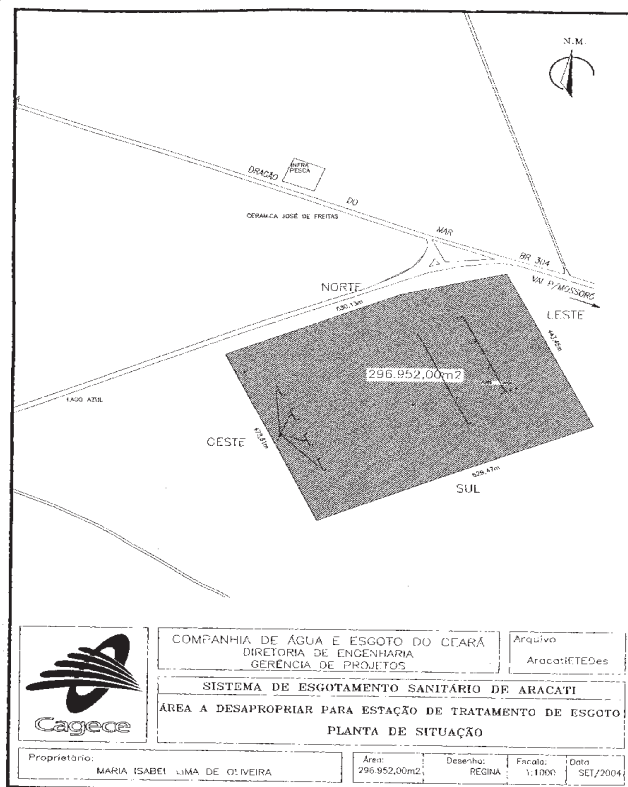 N.M.
INFRA
PESCA
DRAGÃO DO MAR
CERAMICA JOSÉ DE FREITAS
BR 304
VAI P/MOSSORÓ
NORTE
LESTE
296.952,00m2
LAGO AZUL
OESTE
629,47m
SUL
Cagece
COMPANHIA DE ÁGUA E ESGOTO DO CEARÁ
DIRETORIA DE ENGENHARIA
GERÊNCIA DE PROJETOS
Arquivo
AracatiETEDes
SISTEMA DE ESGOTAMENTO SANITÁRIO DE ARACATI
ÁREA A DESAPROPRIAR PARA ESTAÇÃO DE TRATAMENTO DE ESGOTO
PLANTA DE SITUAÇÃO
Proprietário:
MARIA ISABEL LIMA DE OLIVEIRA
Área:
296.952,00m2
Desenho:
REGINA
Escala:
1:1000
Data
SET/2004